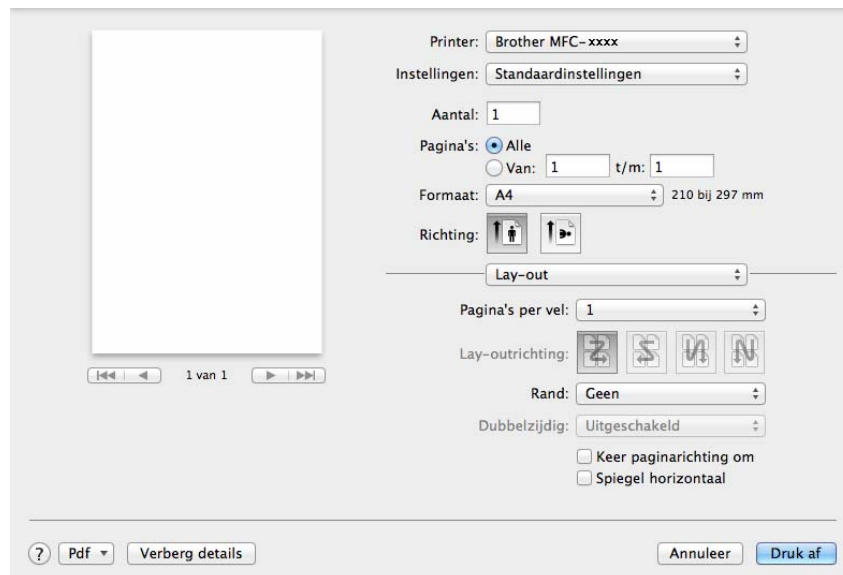 Printer: Brother MFC-xxxx
Instellingen: Standaardinstellingen
Aantal: 1
Pagina's: Alle
Van: 1 t/m: 1
Formaat: A4 210 bij 297 mm
Richting:
Lay-out
Pagina's per vel: 1
Lay-outrichting:
1 van 1
Rand: Geen
Dubbelzijdig: Uitgeschakeld
Keer paginarichting om
Spiegel horizontaal
? Pdf Verberg details Annuleer Druk af